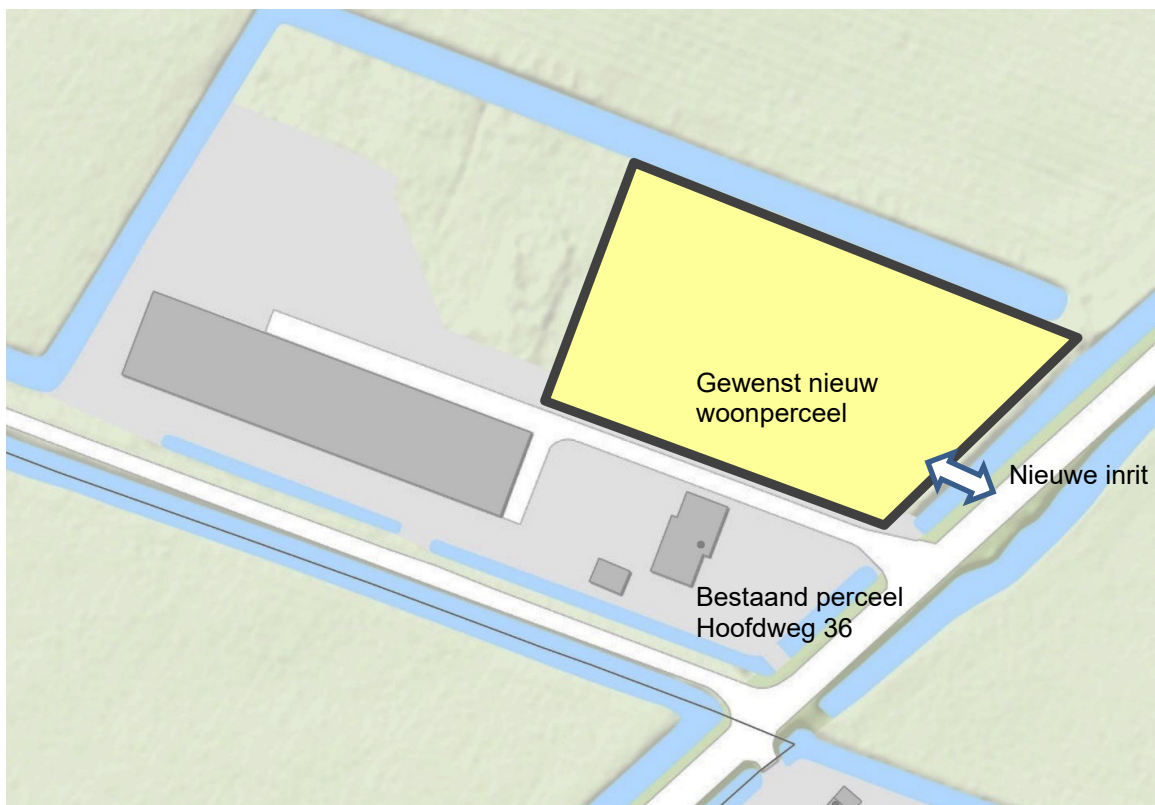 Gewenst nieuw
woonperceel
Nieuwe inrit
Bestaand perceel
Hoofdweg 36